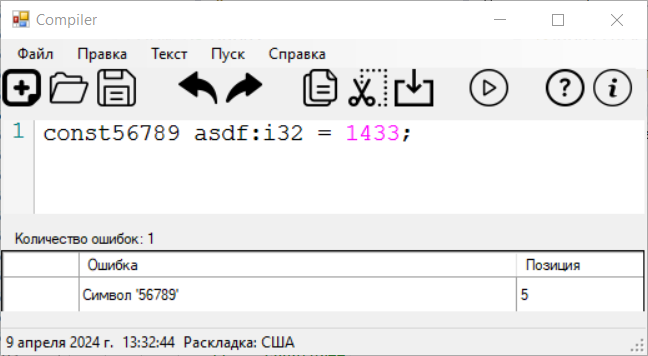 Compiler
Файл Правка Текст Пуск Справка
1 const56789 asdf:i32 = 1433;
Количество ошибок: 1
Ошибка Позиция
Символ '56789' 5
9 апреля 2024 г. 13:32:44 Раскладка: США